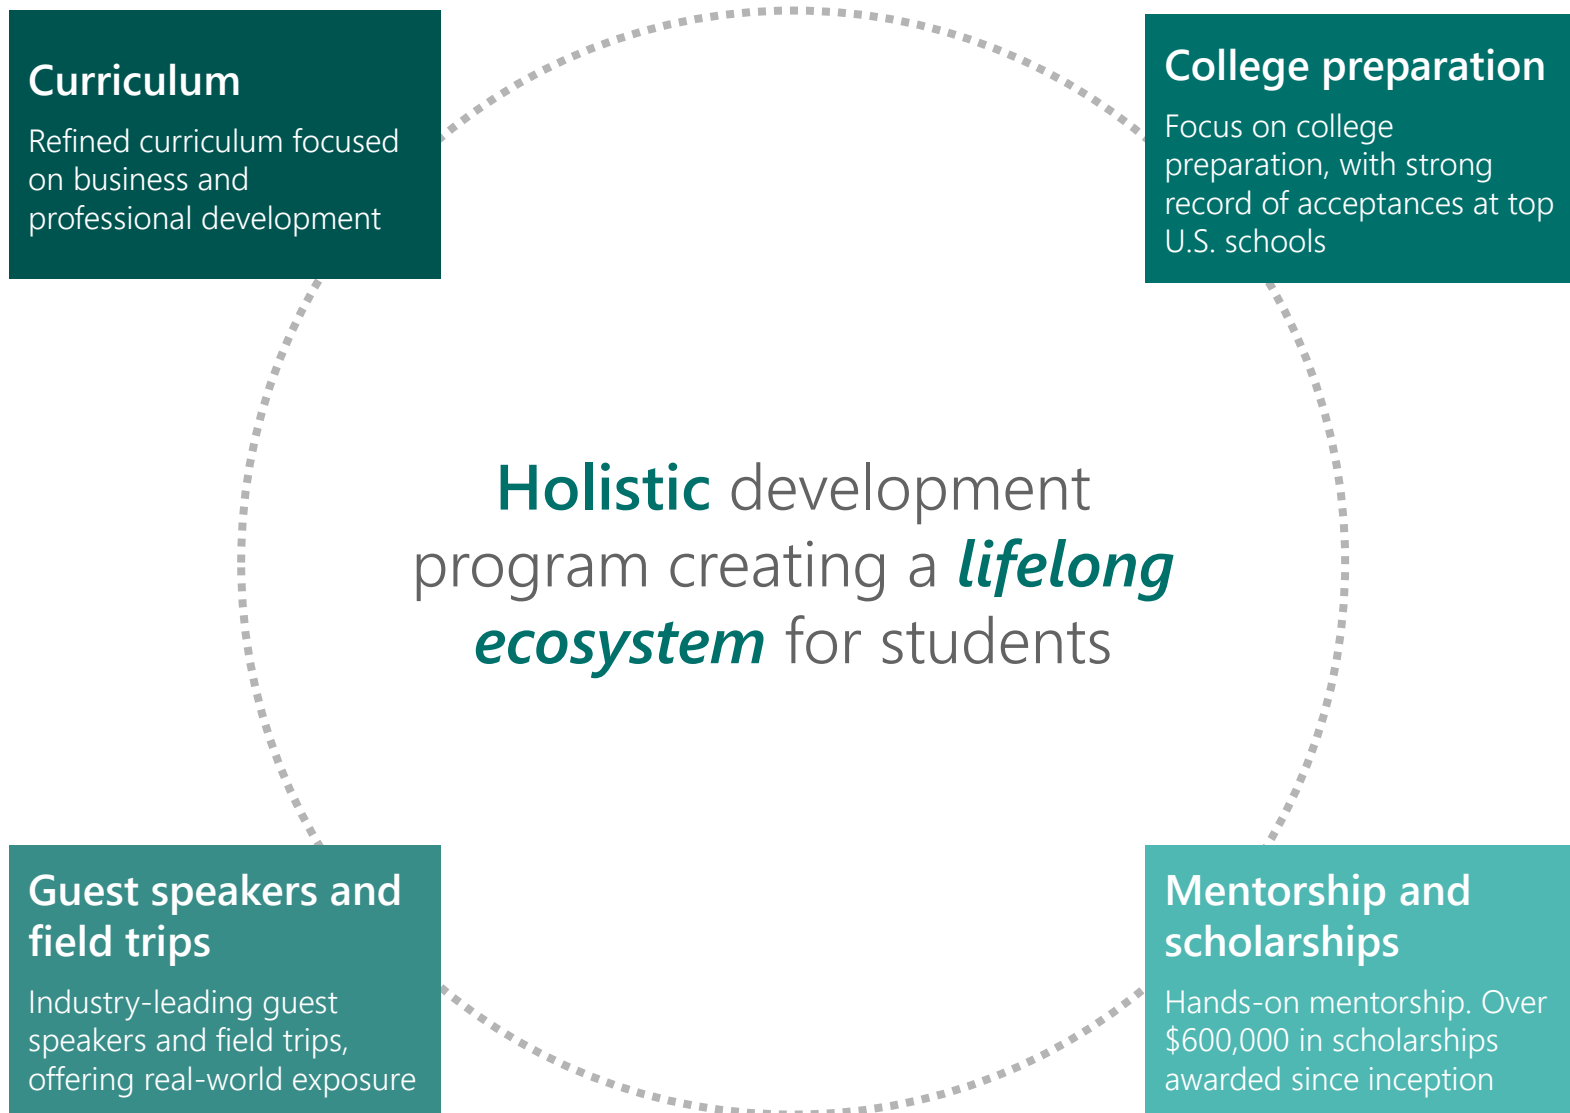 Curriculum
Refined curriculum focused
on business and
professional development
College preparation
Focus on college
preparation, with strong
record of acceptances at top
U.S. schools
Holistic development
program creating a lifelong
ecosystem for students
Guest speakers and
field trips
Industry-leading guest
speakers and field trips,
offering real-world exposure
Mentorship and
scholarships
Hands-on mentorship. Over
$600,000 in scholarships
awarded since inception